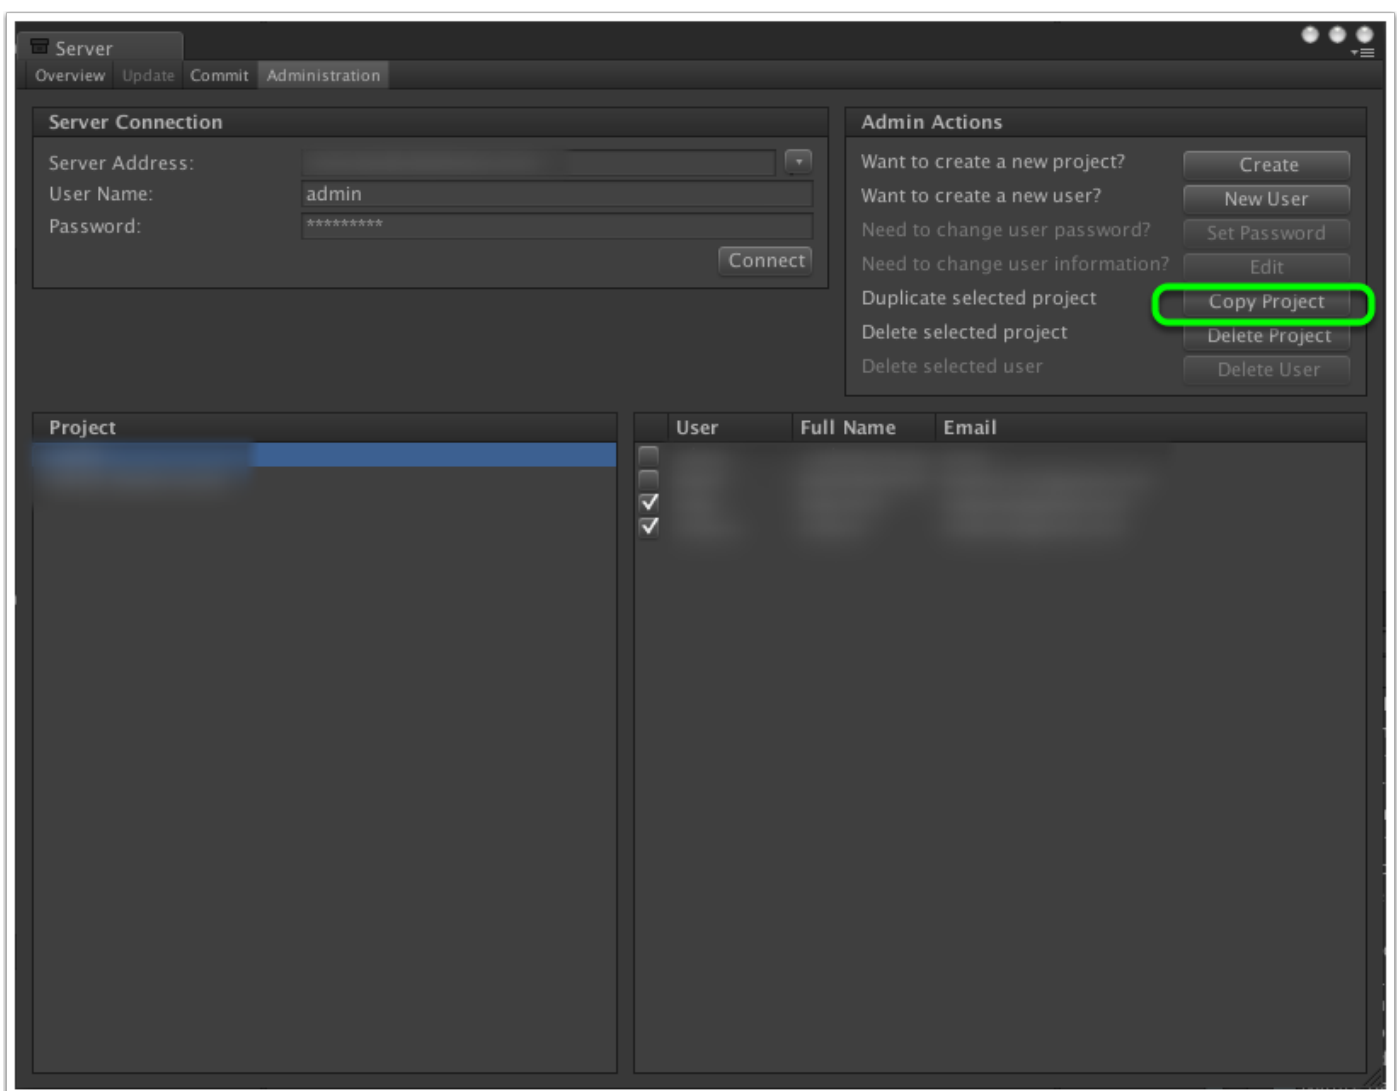 Server
Overview Update Commit Administration
Server Connection
Server Address:
User Name: admin
Password: *********
Connect
Admin Actions
Want to create a new project? Create
Want to create a new user? New User
Need to change user password? Set Password
Need to change user information? Edit
Duplicate selected project Copy Project
Delete selected project Delete Project
Delete selected user Delete User
Project
User Full Name Email